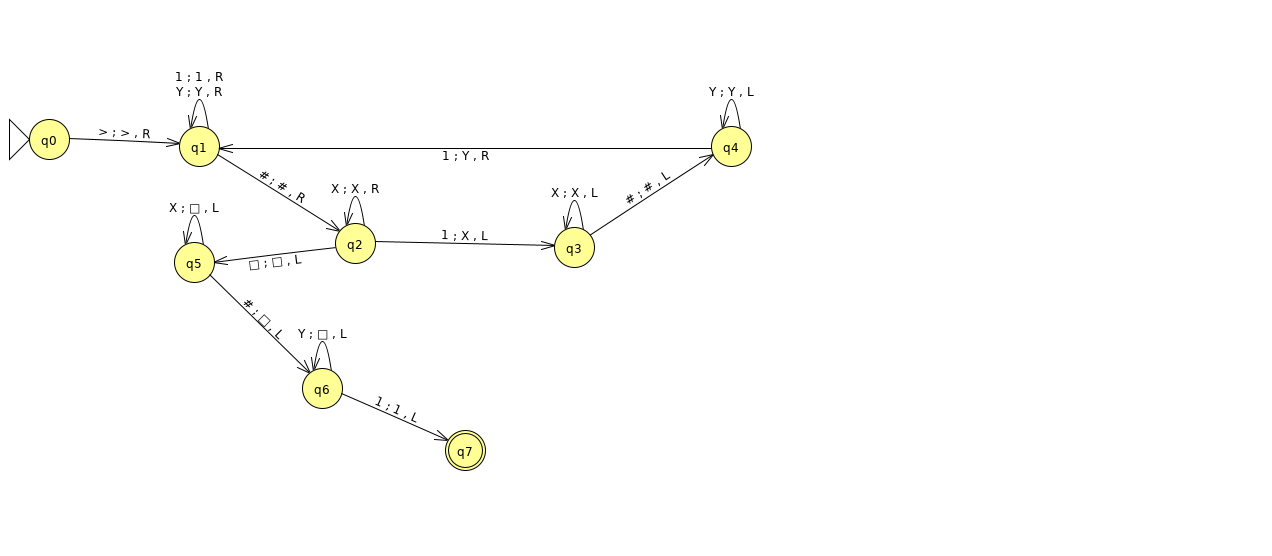 1 ; 1 , R
Y ; Y , R
Y ; Y , L
q0
> ; > , R
q1
q4
1 ; Y , R
# ; # , R
X ; X , R
X ; X , L
# ; # , L
X ; □ , L
q2
1 ; X , L
q3
q5
□ ; □ , L
# ; □ , L
Y ; □ , L
q6
1 ; 1 , L
q7